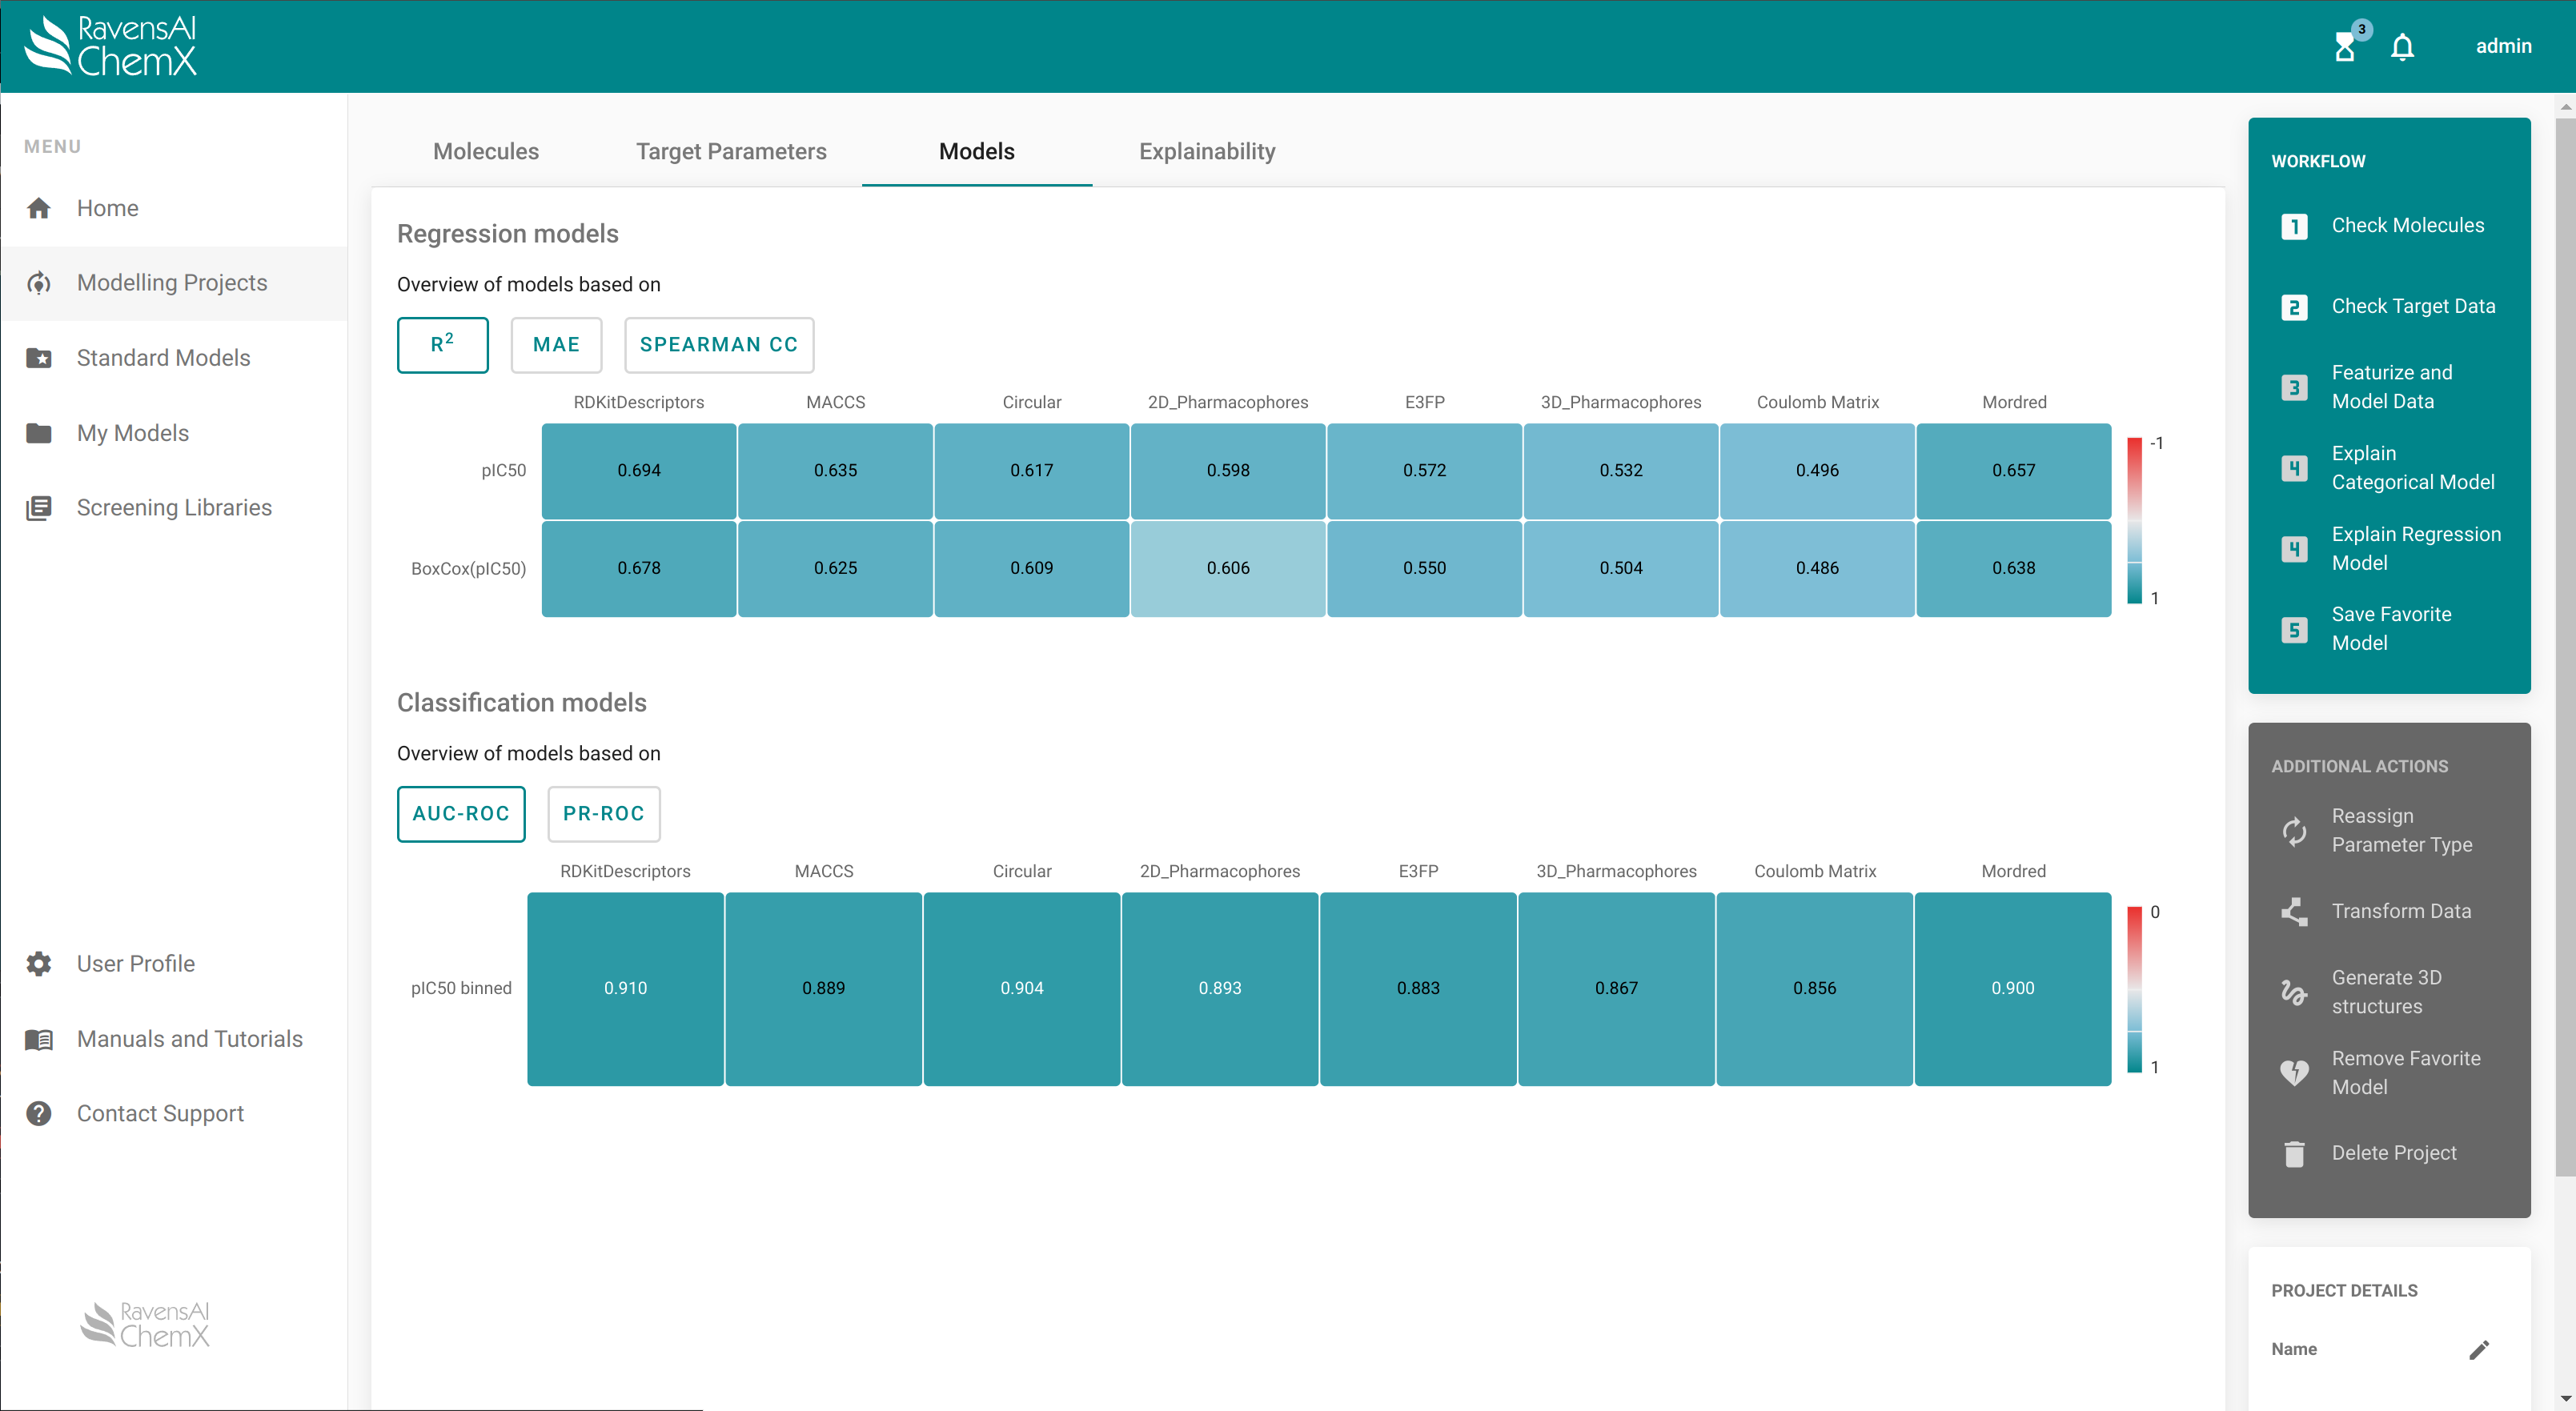 RavensAI
ChemX
3
admin
MENU
Home
Modelling Projects
Standard Models
My Models
Screening Libraries
User Profile
Manuals and Tutorials
Contact Support
RavensAI
ChemX
Molecules Target Parameters Models Explainability
Regression models
Overview of models based on
R² MAE SPEARMAN CC
RDKitDescriptors MACCS Circular 2D_Pharmacophores E3FP 3D_Pharmacophores Coulomb Matrix Mordred
pIC50 0.694 0.635 0.617 0.598 0.572 0.532 0.496 0.657
BoxCox(pIC50) 0.678 0.625 0.609 0.606 0.550 0.504 0.486 0.638
-1
1
Classification models
Overview of models based on
AUC-ROC PR-ROC
RDKitDescriptors MACCS Circular 2D_Pharmacophores E3FP 3D_Pharmacophores Coulomb Matrix Mordred
pIC50 binned 0.910 0.889 0.904 0.893 0.883 0.867 0.856 0.900
0
1
WORKFLOW
1 Check Molecules
2 Check Target Data
3 Featurize and
Model Data
4 Explain
Categorical Model
4 Explain Regression
Model
5 Save Favorite
Model
ADDITIONAL ACTIONS
Reassign
Parameter Type
Transform Data
Generate 3D
structures
Remove Favorite
Model
Delete Project
PROJECT DETAILS
Name